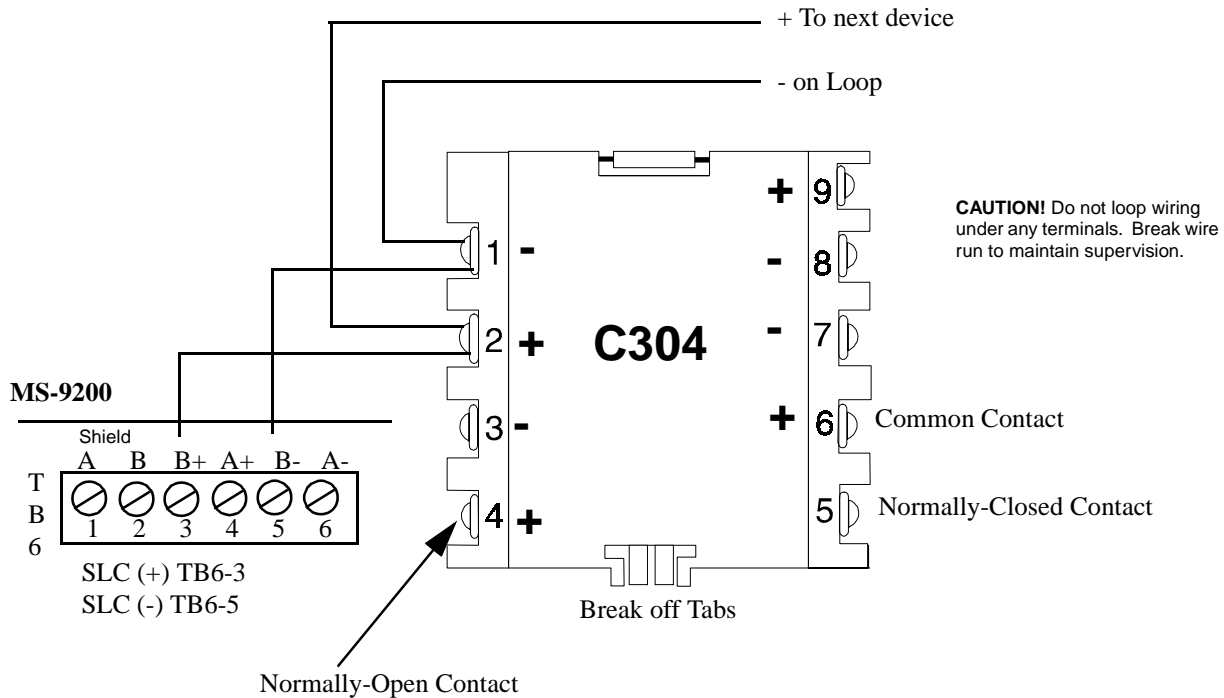 + To next device
- on Loop
+ 9
CAUTION! Do not loop wiring
under any terminals. Break wire
run to maintain supervision.
1 -
- 8
2 +
C304
- 7
MS-9200
3 -
+ 6 Common Contact
Shield
A B B+ A+ B- A-
T
B
6
1 2 3 4 5 6
4 +
5 Normally-Closed Contact
SLC (+) TB6-3
SLC (-) TB6-5
Break off Tabs
Normally-Open Contact